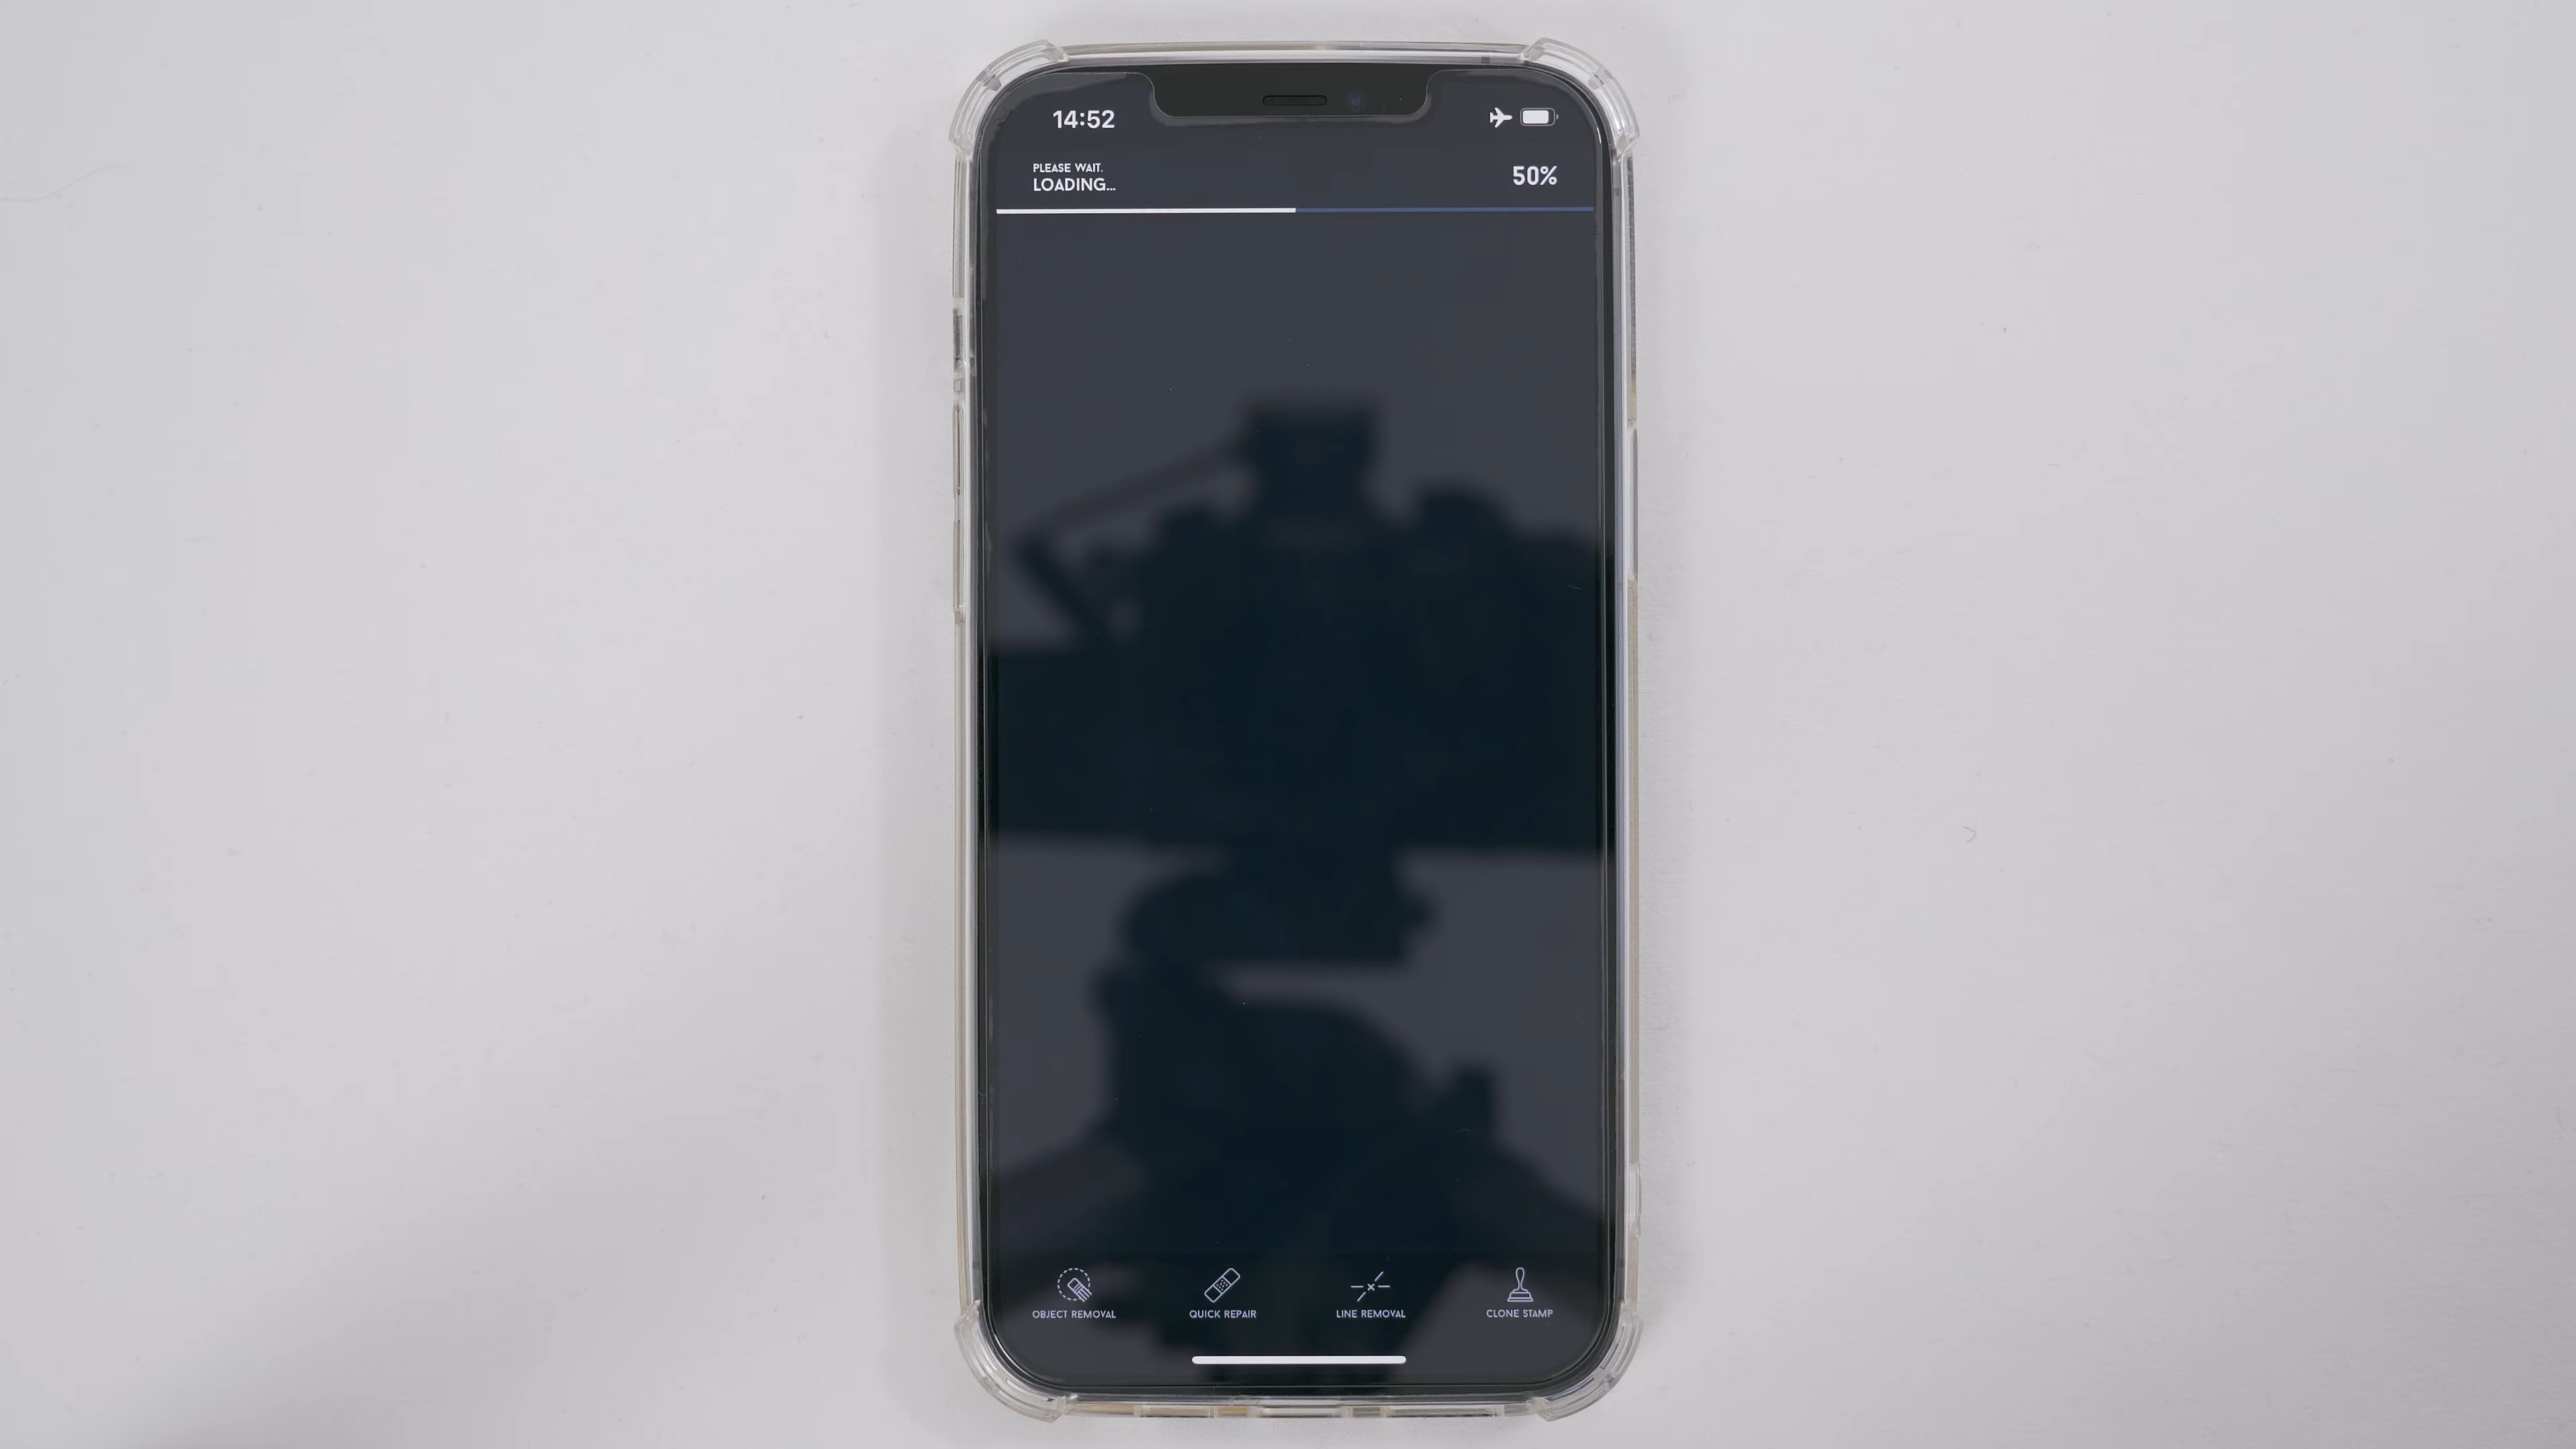 14:52
PLEASE WAIT.
LOADING...
50%
OBJECT REMOVAL
QUICK REPAIR
LINE REMOVAL
CLONE STAMP